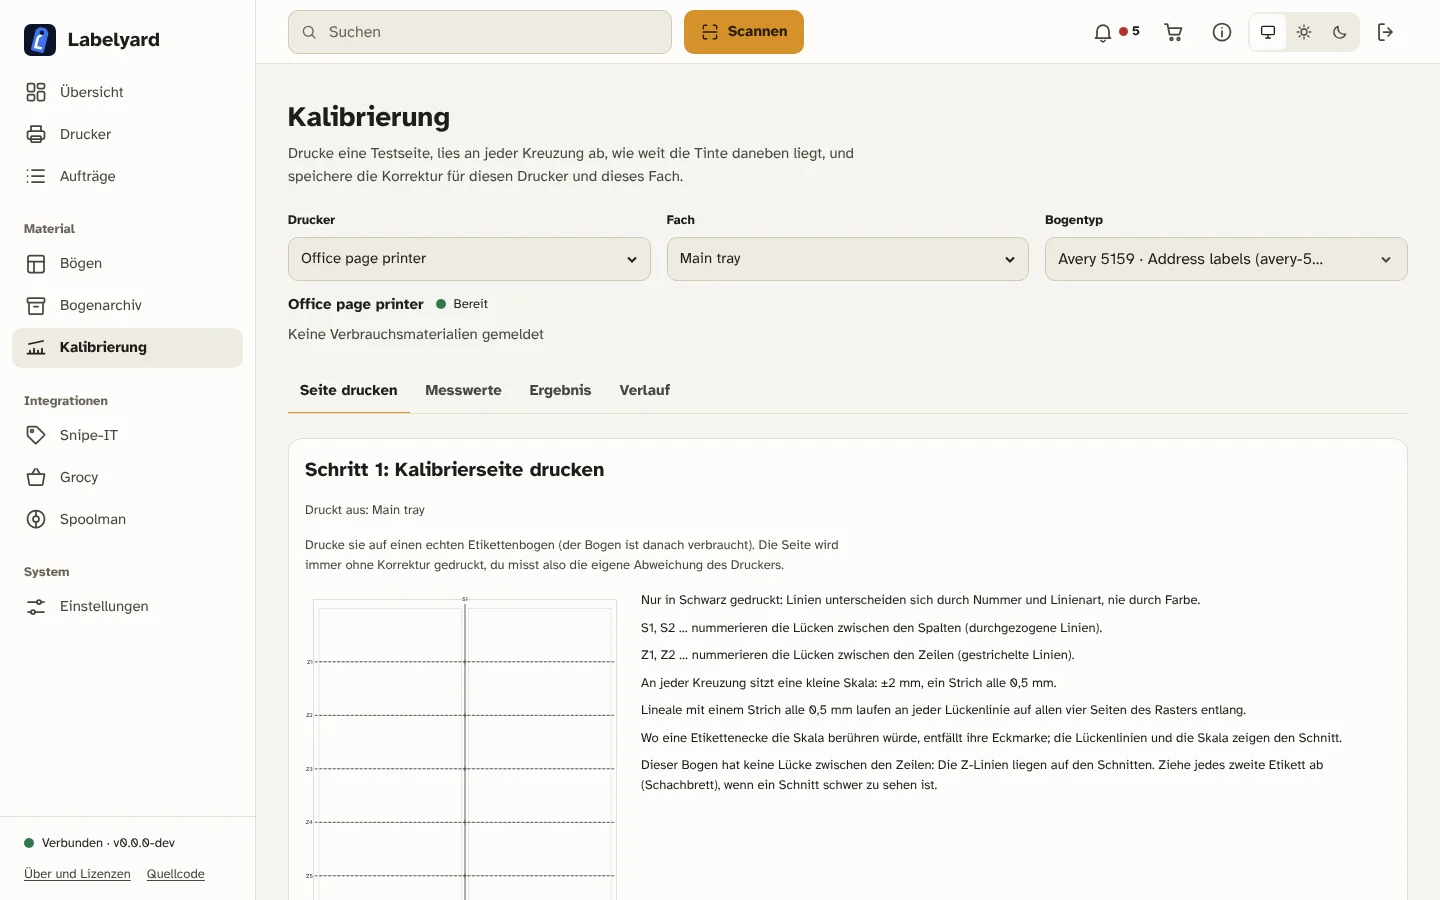 Labelyard
Suchen
Scannen
5
Übersicht
Drucker
Aufträge
Material
Bögen
Bogenarchiv
Kalibrierung
Integrationen
Snipe-IT
Grocy
Spoolman
System
Einstellungen
Verbunden · v0.0.0-dev
Über und Lizenzen
Quellcode
Kalibrierung
Drucke eine Testseite, lies an jeder Kreuzung ab, wie weit die Tinte daneben liegt, und
speichere die Korrektur für diesen Drucker und dieses Fach.
Drucker
Fach
Bogentyp
Office page printer
Main tray
Avery 5159 · Address labels (avery-5...
Office page printer
Bereit
Keine Verbrauchsmaterialien gemeldet
Seite drucken
Messwerte
Ergebnis
Verlauf
Schritt 1: Kalibrierseite drucken
Druckt aus: Main tray
Drucke sie auf einen echten Etikettenbogen (der Bogen ist danach verbraucht). Die Seite wird
immer ohne Korrektur gedruckt, du misst also die eigene Abweichung des Druckers.
S1
Z1
Z2
Z3
Z4
Z5
Nur in Schwarz gedruckt: Linien unterscheiden sich durch Nummer und Linienart, nie durch Farbe.
S1, S2 … nummerieren die Lücken zwischen den Spalten (durchgezogene Linien).
Z1, Z2 … nummerieren die Lücken zwischen den Zeilen (gestrichelte Linien).
An jeder Kreuzung sitzt eine kleine Skala: ±2 mm, ein Strich alle 0,5 mm.
Lineale mit einem Strich alle 0,5 mm laufen an jeder Lückenlinie auf allen vier Seiten des Rasters entlang.
Wo eine Etikettenecke die Skala berühren würde, entfällt ihre Eckmarke; die Lückenlinien und die Skala zeigen den Schnitt.
Dieser Bogen hat keine Lücke zwischen den Zeilen: Die Z-Linien liegen auf den Schnitten. Ziehe jedes zweite Etikett ab
(Schachbrett), wenn ein Schnitt schwer zu sehen ist.